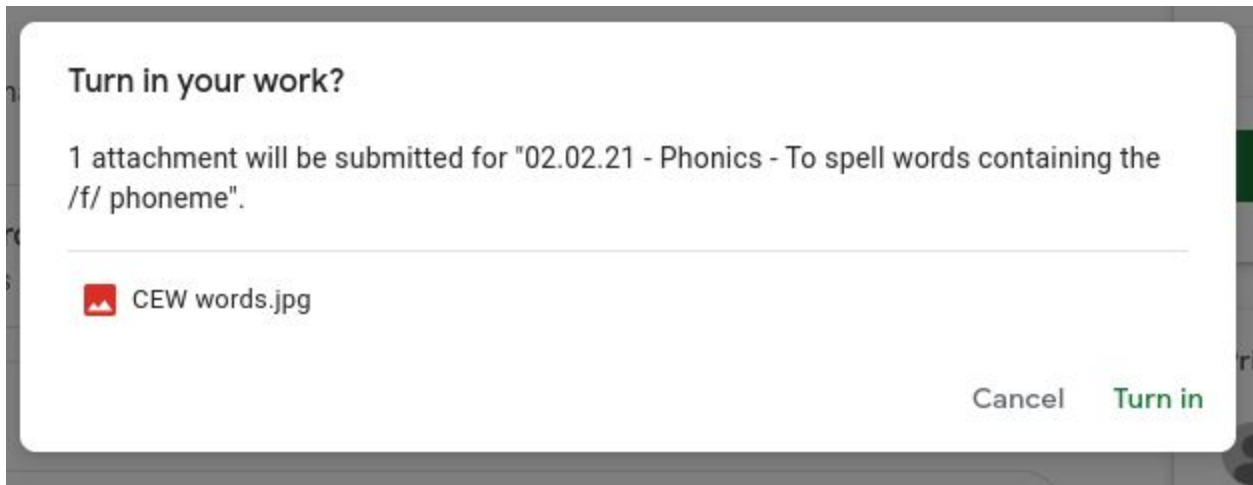 Turn in your work?
1 attachment will be submitted for "02.02.21 - Phonics - To spell words containing the
/f/ phoneme".
CEW words.jpg
Cancel Turn in